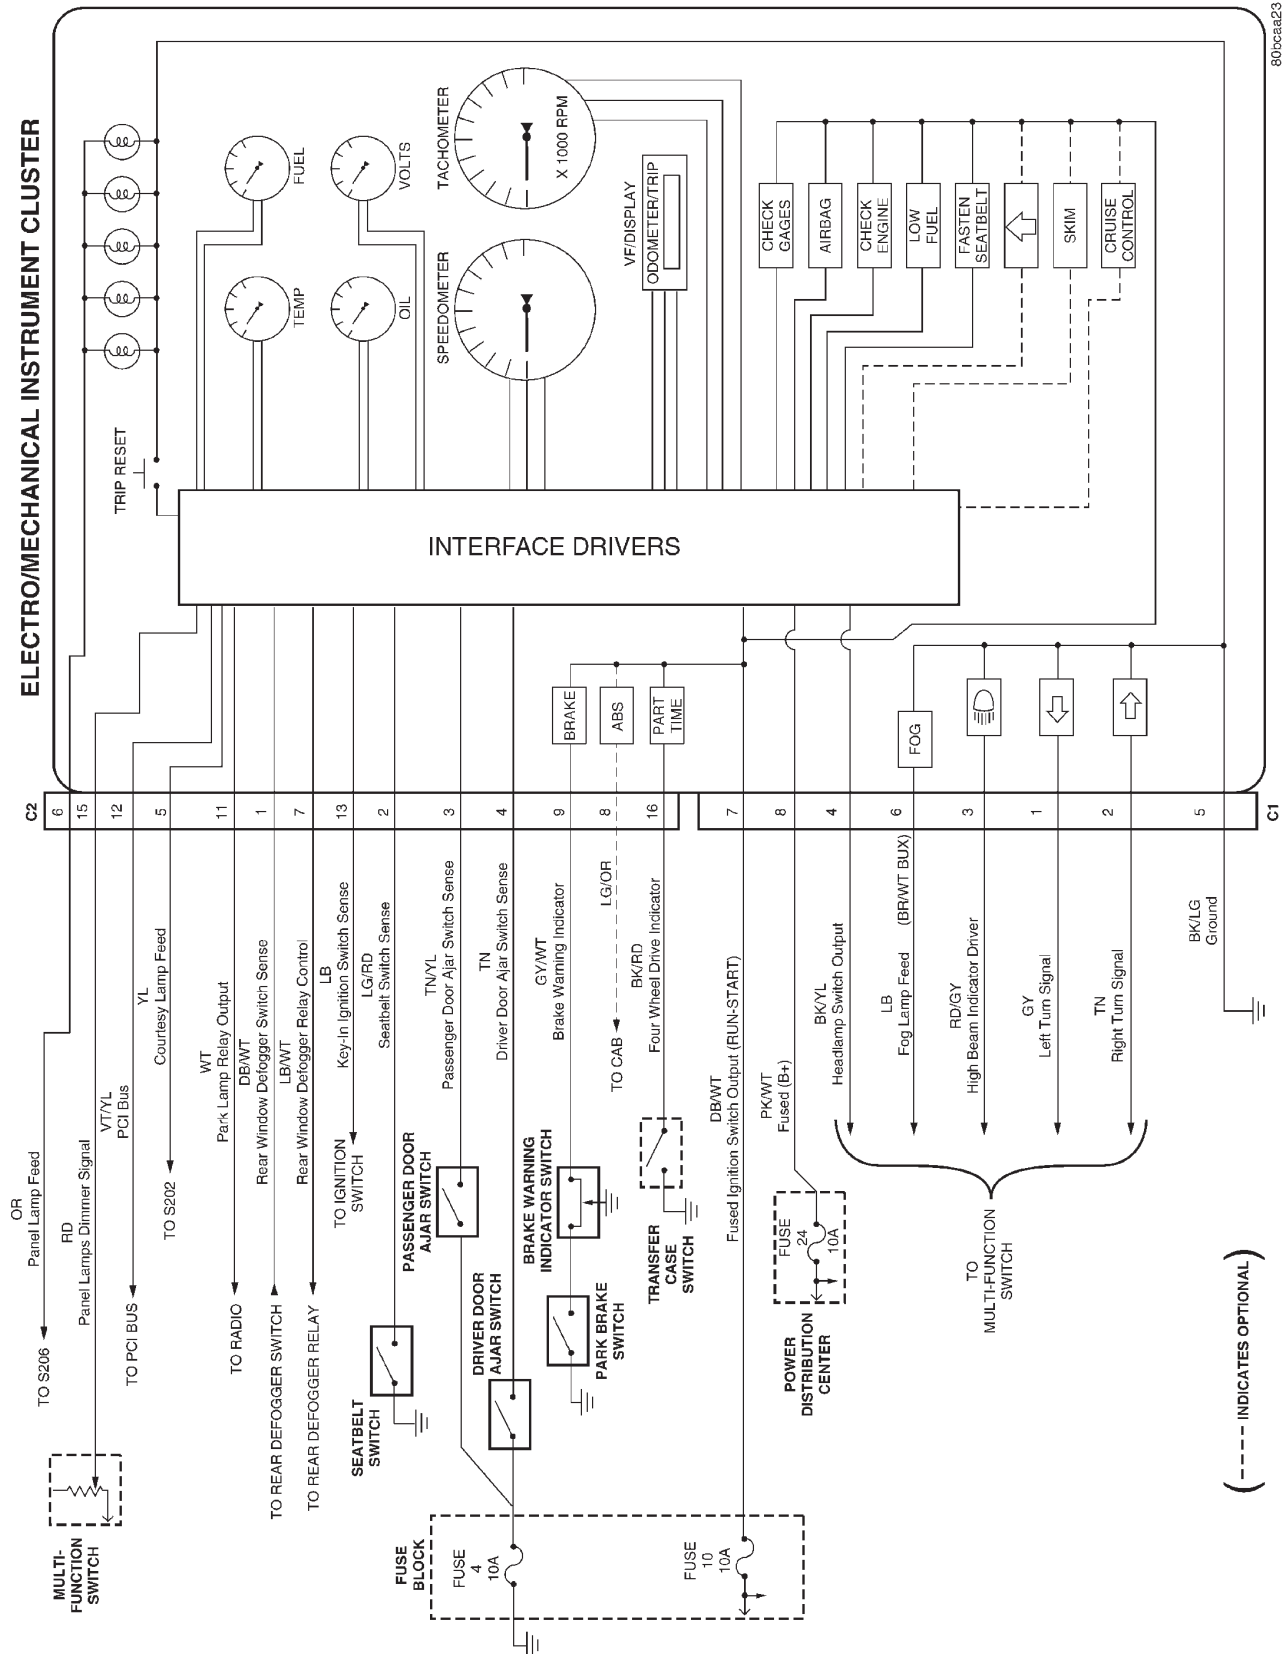 ELECTRO/MECHANICAL INSTRUMENT CLUSTER
80bcaa23
TRIP RESET
TEMP
FUEL
OIL
VOLTS
SPEEDOMETER
TACHOMETER
X 1000 RPM
VF/DISPLAY
ODOMETER/TRIP
CHECK
GAGES
AIRBAG
CHECK
ENGINE
LOW
FUEL
FASTEN
SEATBELT
SKIM
CRUISE
CONTROL
INTERFACE DRIVERS
BRAKE
ABS
PART
TIME
FOG
C2
6
15
12
5
11
1
7
13
2
3
4
9
8
16
7
8
4
6
3
1
2
5
C1
OR
Panel Lamp Feed
RD
Panel Lamps Dimmer Signal
VT/YL
PCI Bus
YL
Courtesy Lamp Feed
WT
Park Lamp Relay Output
DB/WT
Rear Window Defogger Switch Sense
LB/WT
Rear Window Defogger Relay Control
LB
Key-In Ignition Switch Sense
LG/RD
Seatbelt Switch Sense
TN/YL
Passenger Door Ajar Switch Sense
TN
Driver Door Ajar Switch Sense
GY/WT
Brake Warning Indicator
LG/OR
BK/RD
Four Wheel Drive Indicator
DB/WT
Fused Ignition Switch Output (RUN-START)
PK/WT
Fused (B+)
BK/YL
Headlamp Switch Output
LB
Fog Lamp Feed (BR/WT BUX)
RD/GY
High Beam Indicator Driver
GY
Left Turn Signal
TN
Right Turn Signal
BK/LG
Ground
TO S206
MULTI-
FUNCTION
SWITCH
TO PCI BUS
TO S202
TO RADIO
TO REAR DEFOGGER SWITCH
TO REAR DEFOGGER RELAY
TO IGNITION
SWITCH
SEATBELT
SWITCH
PASSENGER DOOR
AJAR SWITCH
DRIVER DOOR
AJAR SWITCH
BRAKE WARNING
INDICATOR SWITCH
PARK BRAKE
SWITCH
TO CAB
TRANSFER
CASE
SWITCH
FUSE
BLOCK
FUSE
4
10A
FUSE
10
10A
FUSE
24
10A
POWER
DISTRIBUTION
CENTER
TO
MULTI-FUNCTION
SWITCH
( ---- INDICATES OPTIONAL )